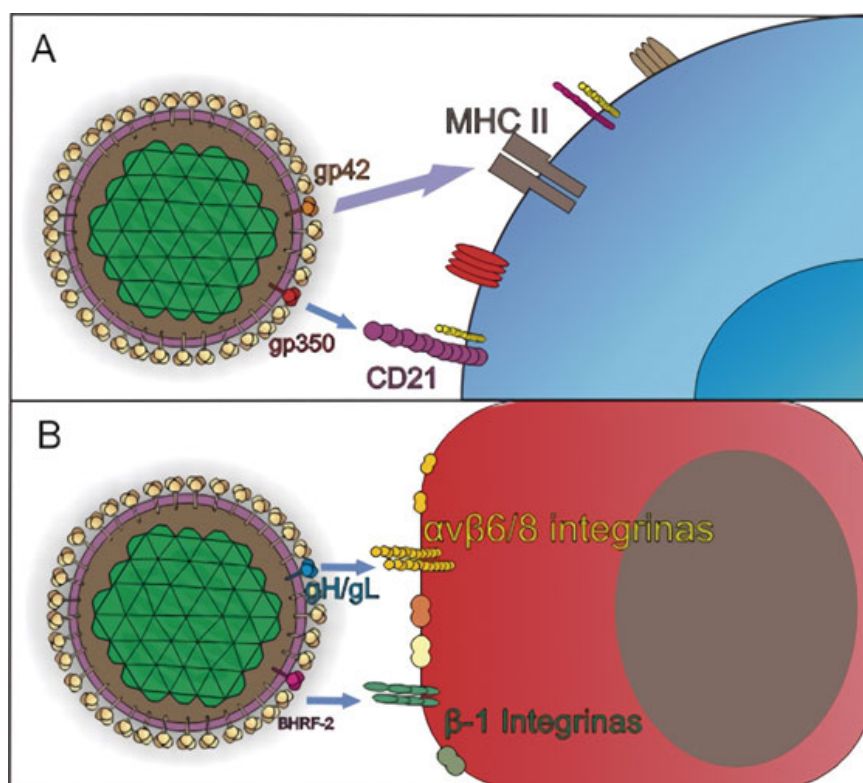 A
MHC II
gp42
gp350
CD21
B
αvβ6/8 integrinas
gH/gL
BHRF-2
β-1 Integrinas